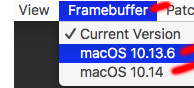 View Framebuffer Patc
✓ Current Version
macOS 10.13.6
macOS 10.14